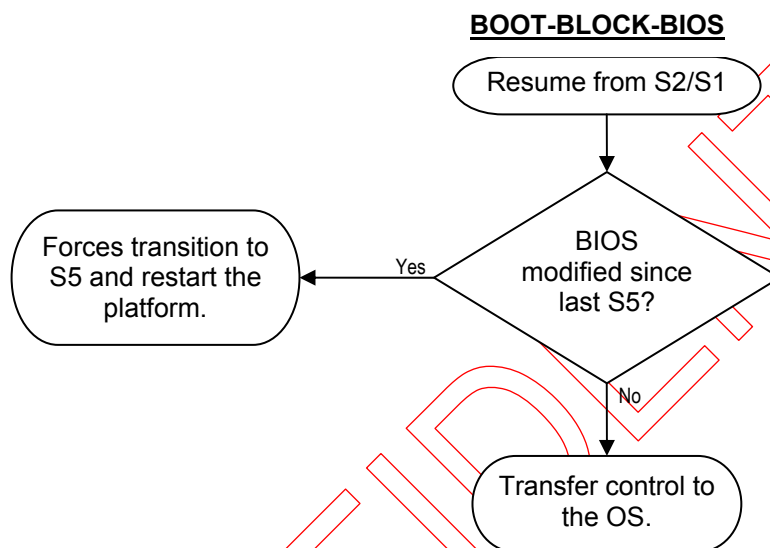 BOOT-BLOCK-BIOS
Resume from S2/S1
BIOS
modified since
last S5?
Yes
Forces transition to
S5 and restart the
platform.
No
Transfer control to
the OS.